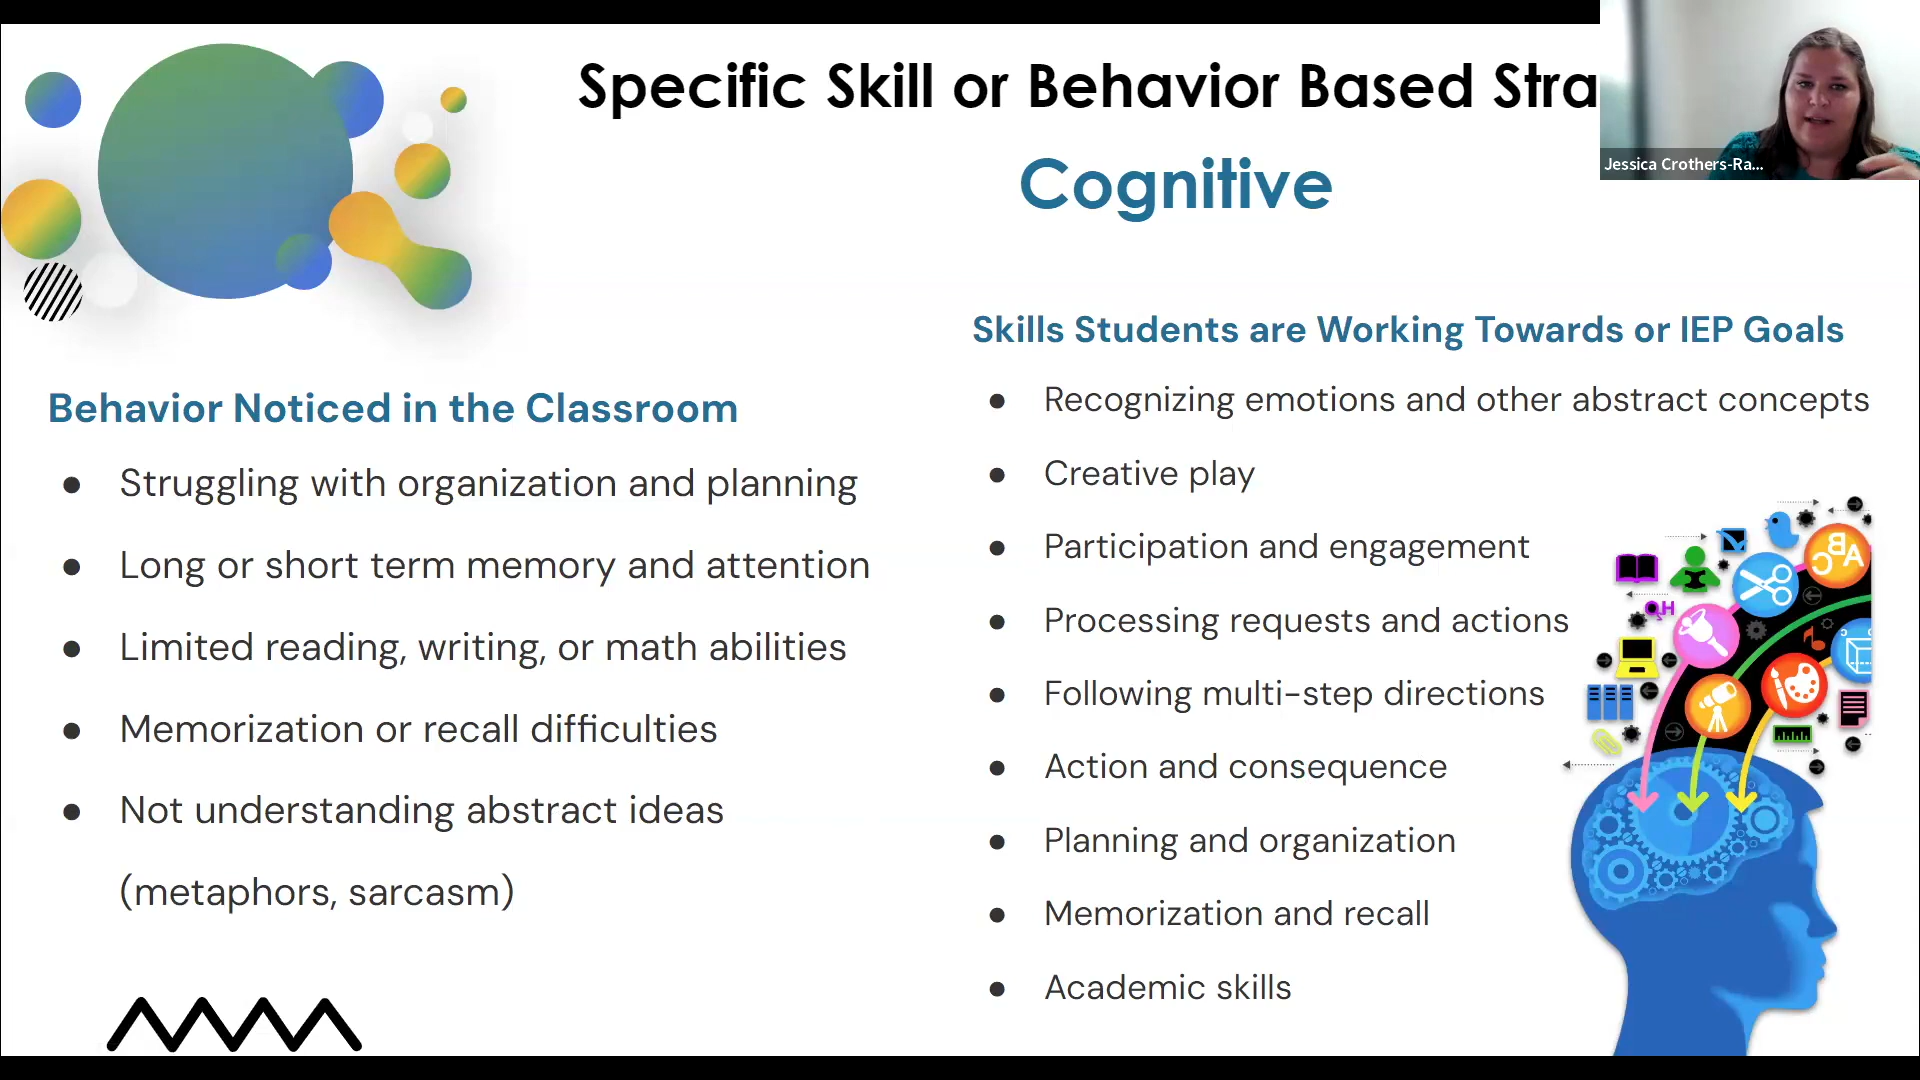 Specific Skill or Behavior Based Stra
Cognitive
Jessica Crothers-Ra...
Behavior Noticed in the Classroom
● Struggling with organization and planning
● Long or short term memory and attention
● Limited reading, writing, or math abilities
● Memorization or recall difficulties
● Not understanding abstract ideas
(metaphors, sarcasm)
Skills Students are Working Towards or IEP Goals
● Recognizing emotions and other abstract concepts
● Creative play
● Participation and engagement
● Processing requests and actions
● Following multi-step directions
● Action and consequence
● Planning and organization
● Memorization and recall
● Academic skills